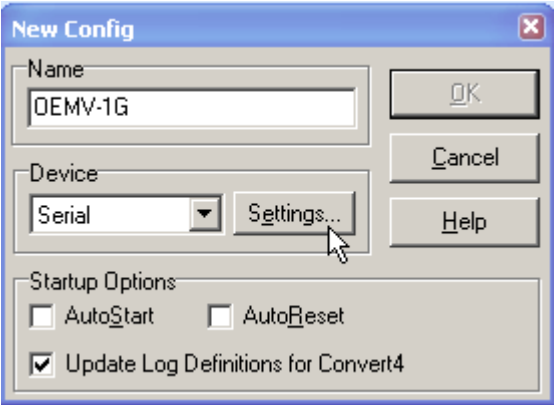 New Config
Name
OEMV-1G
OK
Cancel
Device
Serial
Settings...
Help
Startup Options
AutoStart
AutoReset
Update Log Definitions for Convert4